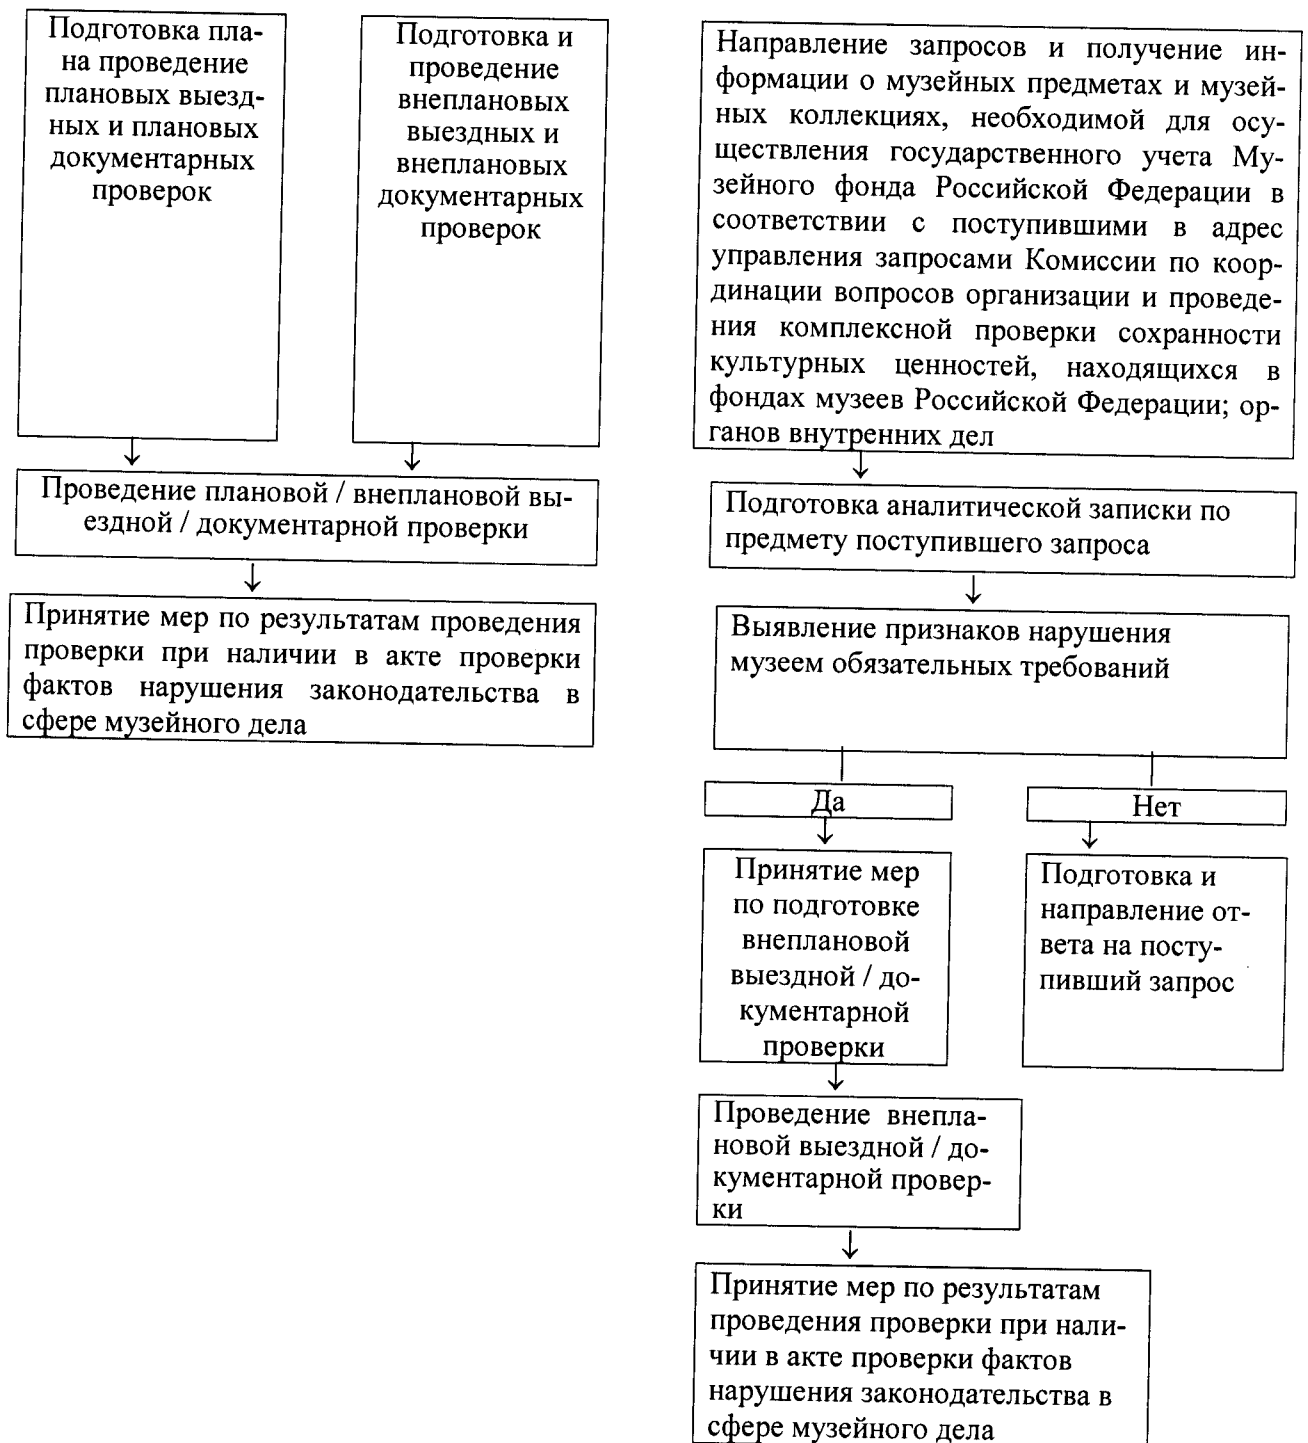 Подготовка пла-
на проведение
плановых выезд-
ных и плановых
документарных
проверок
Подготовка и
проведение
внеплановых
выездных и
внеплановых
документарных
проверок
Проведение плановой / внеплановой вы-
ездной / документарной проверки
Принятие мер по результатам проведения
проверки при наличии в акте проверки
фактов нарушения законодательства в
сфере музейного дела
Направление запросов и получение ин-
формации о музейных предметах и музей-
ных коллекциях, необходимой для осу-
ществления государственного учета Му-
зейного фонда Российской Федерации в
соответствии с поступившими в адрес
управления запросами Комиссии по коор-
динации вопросов организации и проведе-
ния комплексной проверки сохранности
культурных ценностей, находящихся в
фондах музеев Российской Федерации; ор-
ганов внутренних дел
Подготовка аналитической записки по
предмету поступившего запроса
Выявление признаков нарушения
музеем обязательных требований
Да
Принятие мер
по подготовке
внеплановой
выездной / до-
кументарной
проверки
Нет
Подготовка и
направление от-
вета на посту-
пивший запрос
Проведение внепла-
новой выездной / до-
кументарной провер-
ки
Принятие мер по результатам
проведения проверки при нали-
чии в акте проверки фактов
нарушения законодательства в
сфере музейного дела